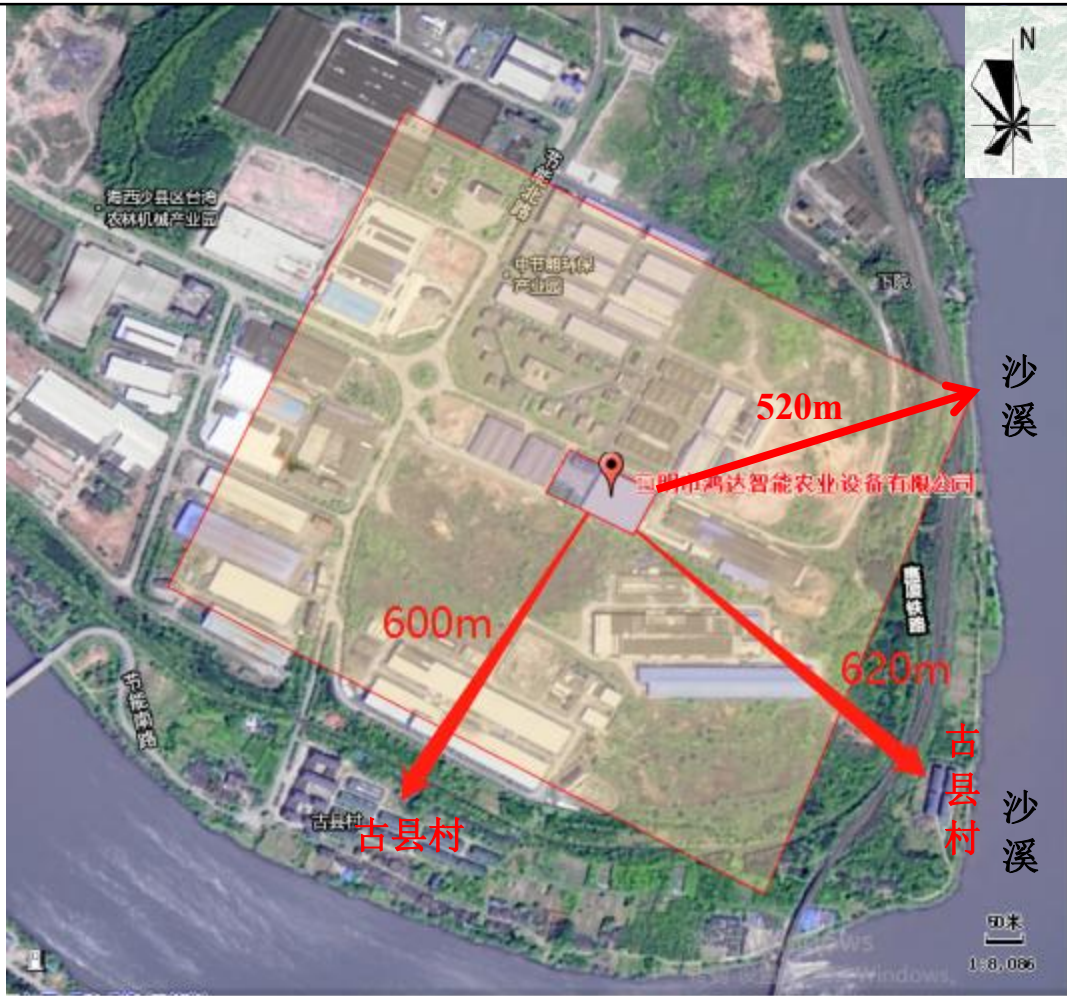 N
海西沙县区台湾
农林机械产业园
节能北路
中节能环保
产业园
下院
沙溪
520m
三明市鸿达智能农业设备有限公司
鹰厦铁路
600m
620m
节能南路
古县村
古县村
古县村
沙溪
50米
1:8,086